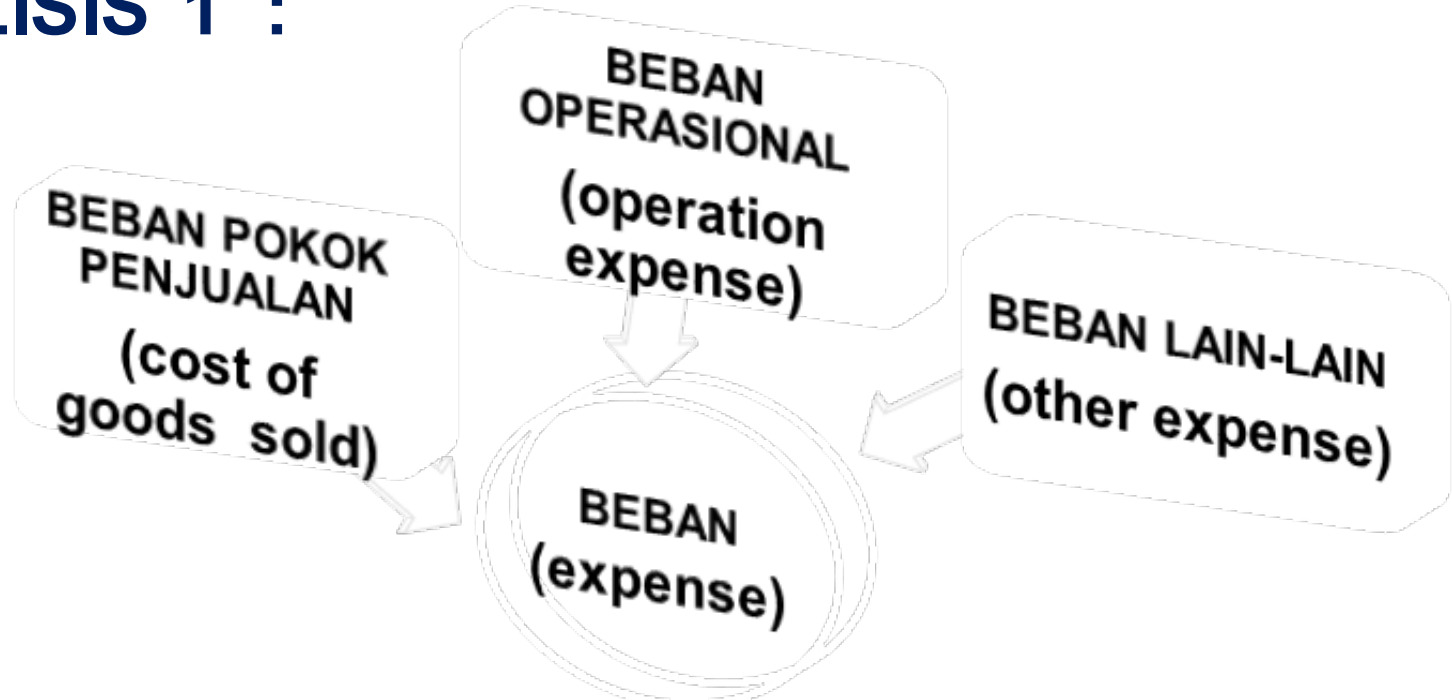 LISIS 1 :
BEBAN
OPERASIONAL
(operation
expense)
BEBAN POKOK
PENJUALAN
(cost of
goods sold)
BEBAN LAIN-LAIN
(other expense)
BEBAN
(expense)